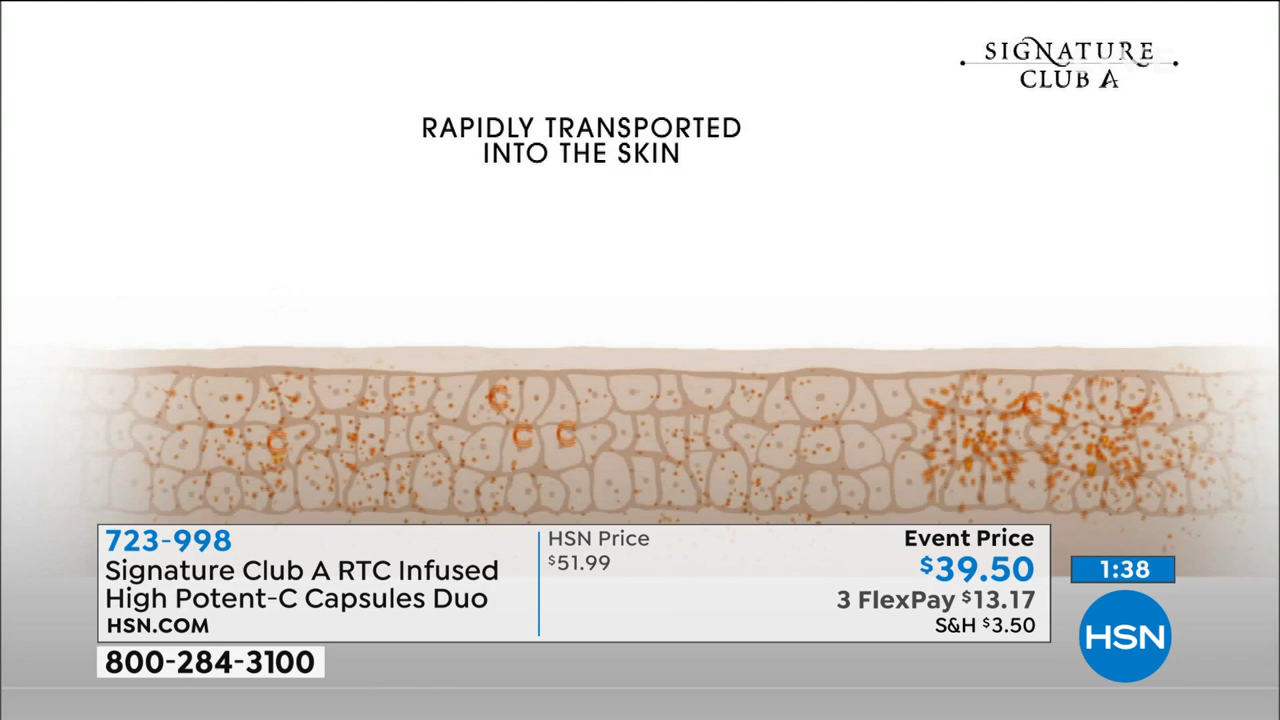 SIGNATURE
CLUB A
RAPIDLY TRANSPORTED
INTO THE SKIN
C
C
C C
C
723-998
Signature Club A RTC Infused
High Potent-C Capsules Duo
HSN.COM
HSN Price
$51.99
Event Price
$39.50
3 FlexPay $13.17
S&H $3.50
1:38
HSN
800-284-3100